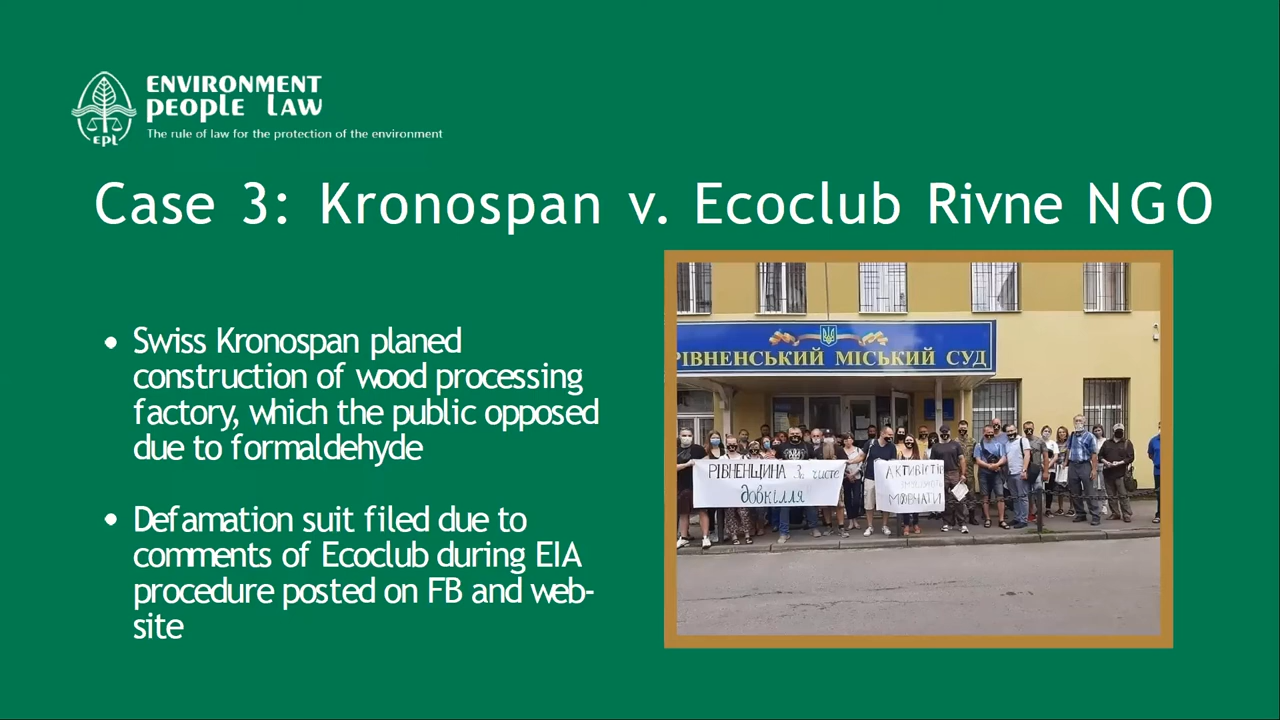 ENVIRONMENT
PEOPLE LAW
The rule of law for the protection of the environment
EPL
Case 3: Kronospan v. Ecoclub Rivne NGO
• Swiss Kronospan planed
construction of wood processing
factory, which the public opposed
due to formaldehyde
• Defamation suit filed due to
comments of Ecoclub during EIA
procedure posted on FB and web-
site
РІВНЕНСЬКИЙ МІСЬКИЙ СУД
РІВНЕНЩИНА За чисте
довкілля
АКТИВІСТІВ
МОВЧАТИ